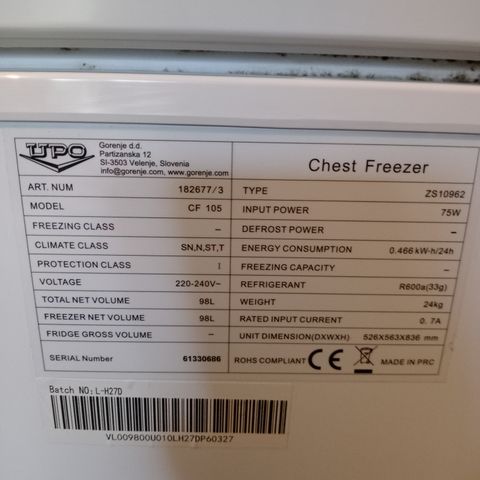 UPO
Gorenje d.d.
Partizanska 12
SI-3503 Velenje, Slovenia
info@gorenje.com, www.gorenje.com
Chest Freezer
ART. NUM 182677/3
MODEL CF 105
FREEZING CLASS –
CLIMATE CLASS SN,N,ST,T
PROTECTION CLASS I
VOLTAGE 220-240V~
TOTAL NET VOLUME 98L
FREEZER NET VOLUME 98L
FRIDGE GROSS VOLUME –
SERIAL Number 61330686
TYPE ZS10962
INPUT POWER 75W
DEFROST POWER –
ENERGY CONSUMPTION 0.466kW·h/24h
FREEZING CAPACITY –
REFRIGERANT R600a(33g)
WEIGHT 24kg
RATED INPUT CURRENT 0.7A
UNIT DIMENSION(DXWXH) 526X563X836 mm
ROHS COMPLIANT CE MADE IN PRC
Batch NO:L-H27D
VL009800U010LH27DP60327